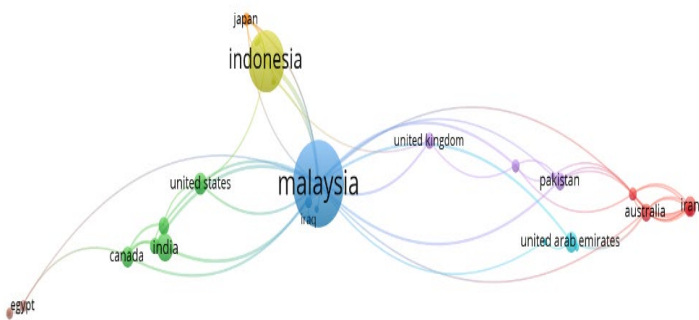 japan
indonesia
united kingdom
malaysia
united states
pakistan
iran
australia
iraq
united arab emirates
india
canada
egypt